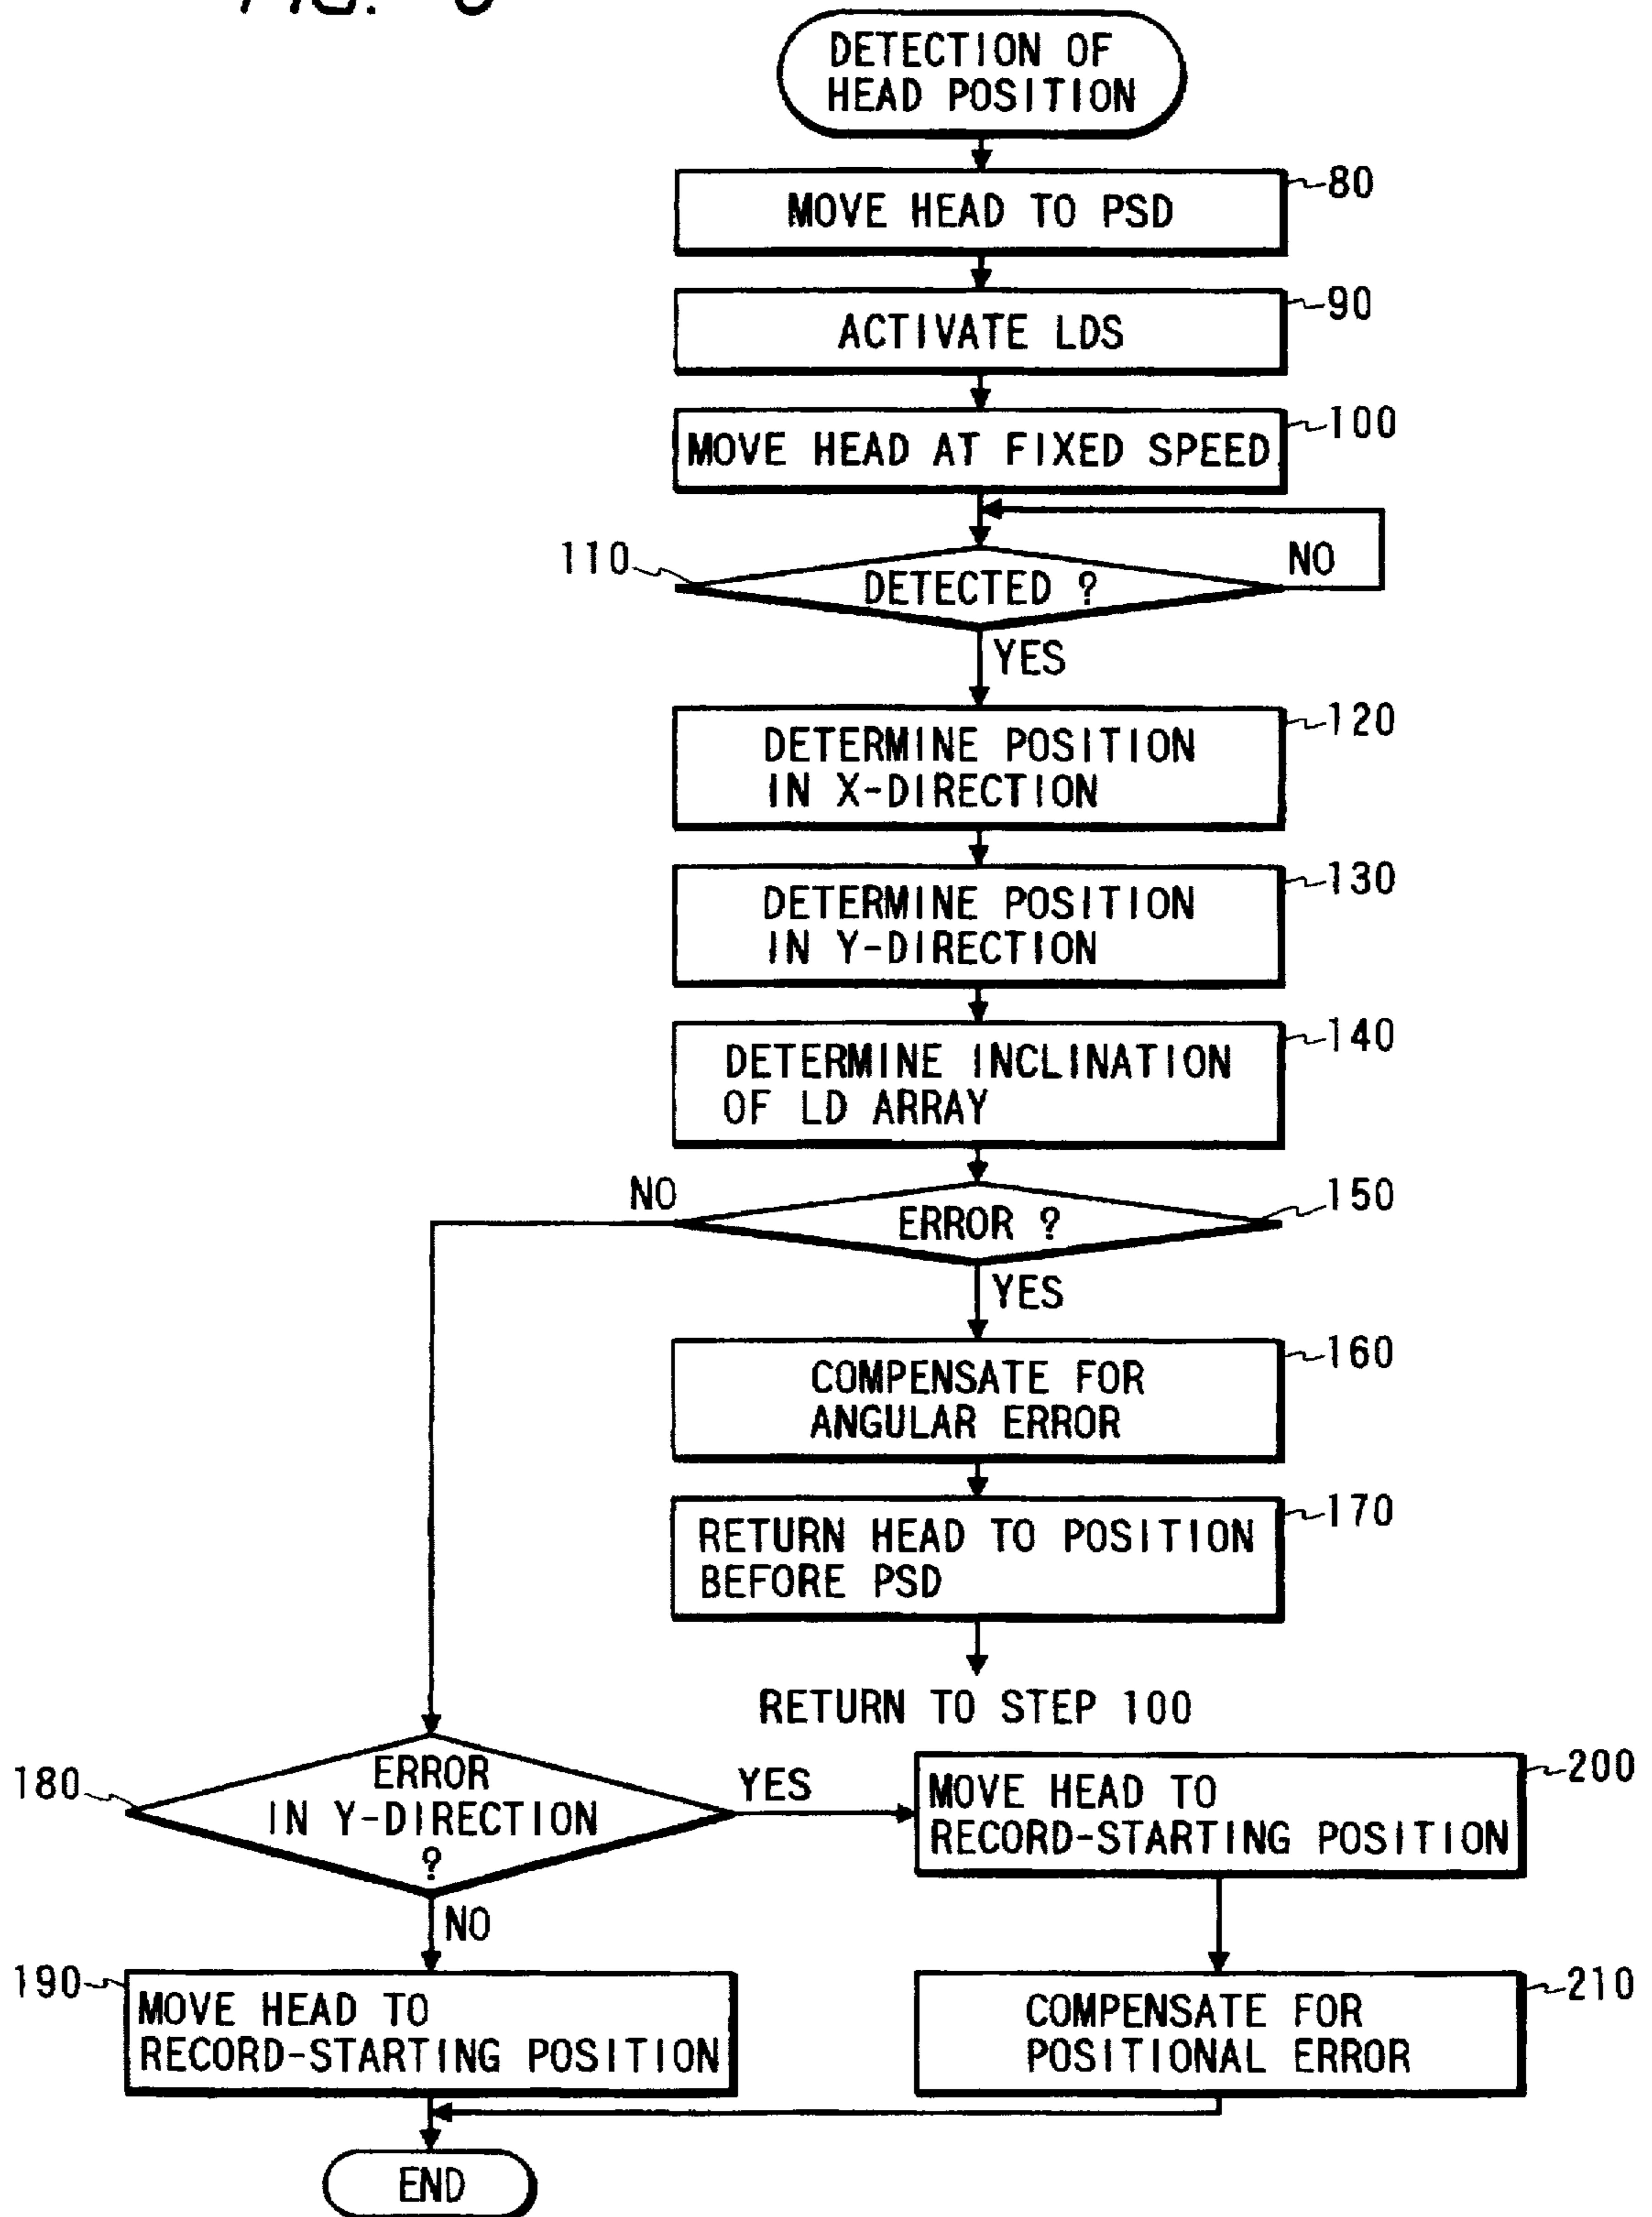 FIG.
DETECTION OF
HEAD POSITION
80
MOVE HEAD TO PSD
90
ACTIVATE LDS
100
MOVE HEAD AT FIXED SPEED
110
DETECTED ?
NO
YES
120
DETERMINE POSITION
IN X-DIRECTION
130
DETERMINE POSITION
IN Y-DIRECTION
140
DETERMINE INCLINATION
OF LD ARRAY
NO
150
ERROR ?
YES
160
COMPENSATE FOR
ANGULAR ERROR
170
RETURN HEAD TO POSITION
BEFORE PSD
RETURN TO STEP 100
180
ERROR
IN Y-DIRECTION
?
YES
200
MOVE HEAD TO
RECORD-STARTING POSITION
NO
190
MOVE HEAD TO
RECORD-STARTING POSITION
210
COMPENSATE FOR
POSITIONAL ERROR
END